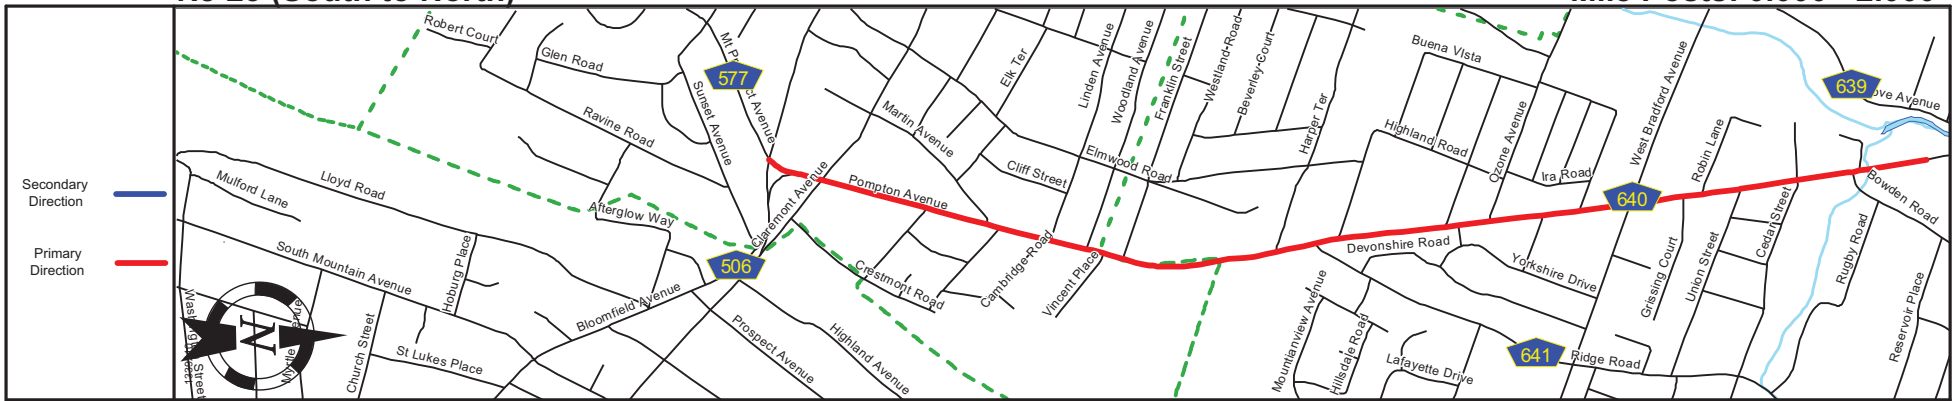 Secondary
Direction
Primary
Direction
Robert Court
Glen Road
Ravine Road
577
Sunset Avenue
Martin Avenue
Elk Ter
Linden Avenue
Woodland Avenue
Franklin Street
Westland Road
Beverley Court
Harper Ter
Buena Vista
Highland Road
Ozone Avenue
Ira Road
West Bradford Avenue
Robin Lane
639
640
Cliff Street
Elmwood Road
Pompton Avenue
Claremont Avenue
Lloyd Road
Mulford Lane
Afterglow Way
South Mountain Avenue
Hoburg Place
506
Bloomfield Avenue
Crestmont Road
Cambridge Road
Vincent Place
Devonshire Road
Yorkshire Drive
Grissing Court
Union Street
Cedar Street
Bowden Road
Rugby Road
Reservoir Place
N
Church Street
St Lukes Place
Prospect Avenue
Highland Avenue
Mountianview Avenue
Hillsdale Road
Lafayette Drive
641
Ridge Road